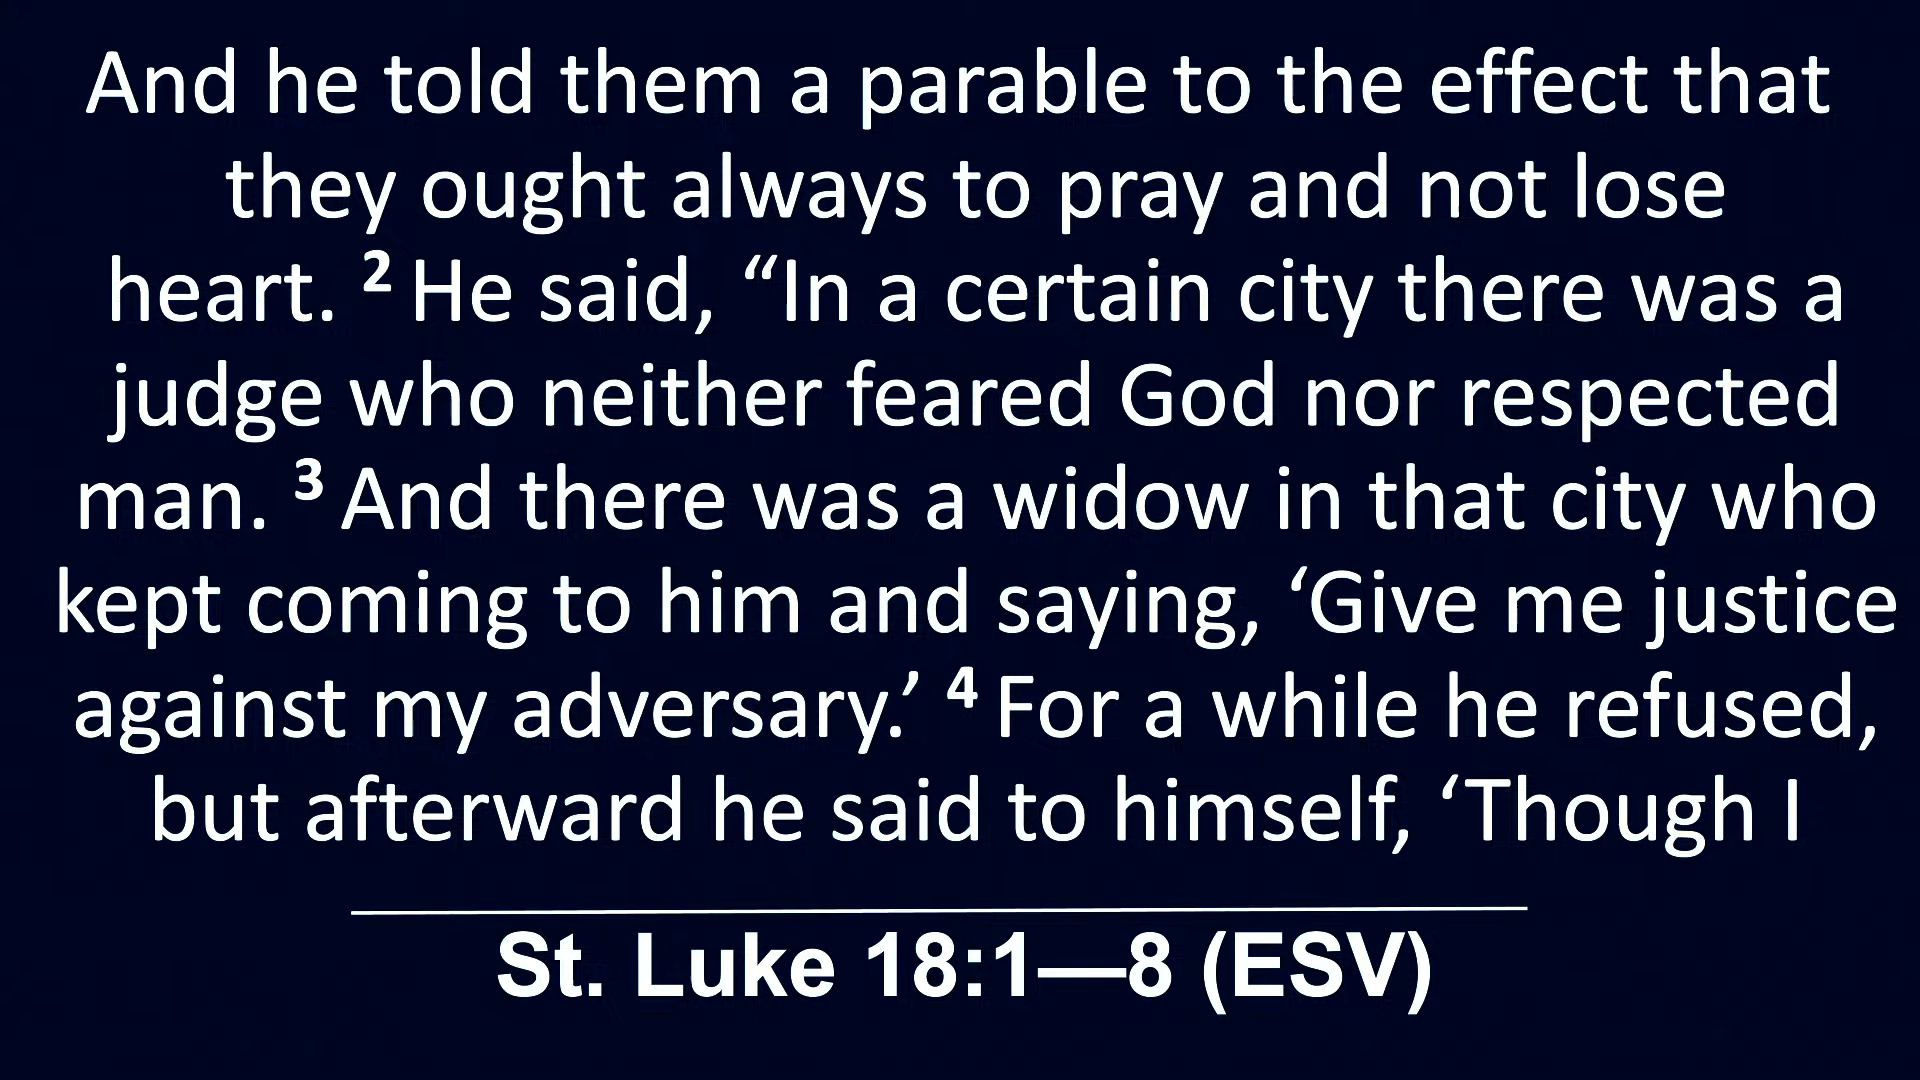 And he told them a parable to the effect that
they ought always to pray and not lose
heart. ² He said, “In a certain city there was a
judge who neither feared God nor respected
man. ³ And there was a widow in that city who
kept coming to him and saying, ‘Give me justice
against my adversary.’ ⁴ For a while he refused,
but afterward he said to himself, ‘Though I
St. Luke 18:1—8 (ESV)